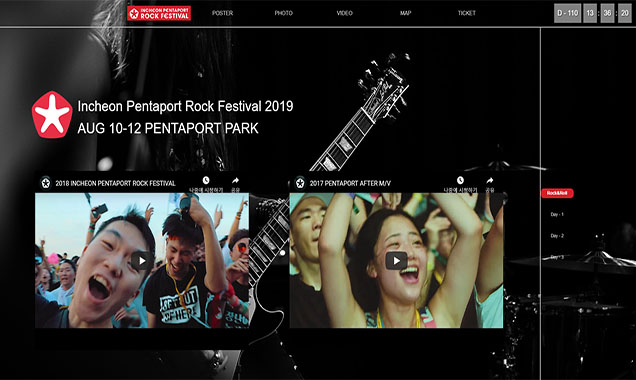 INCHEON PENTAPORT
ROCK FESTIVAL
POSTER
PHOTO
VIDEO
MAP
TICKET
D - 110 13 : 36 : 20
Incheon Pentaport Rock Festival 2019
AUG 10-12 PENTAPORT PARK
2018 INCHEON PENTAPORT ROCK FESTIVAL
나중에 시청하기
공유
2017 PENTAPORT AFTER M/V
나중에 시청하기
공유
Rock&Roll
Day - 1
Day - 2
Day - 3